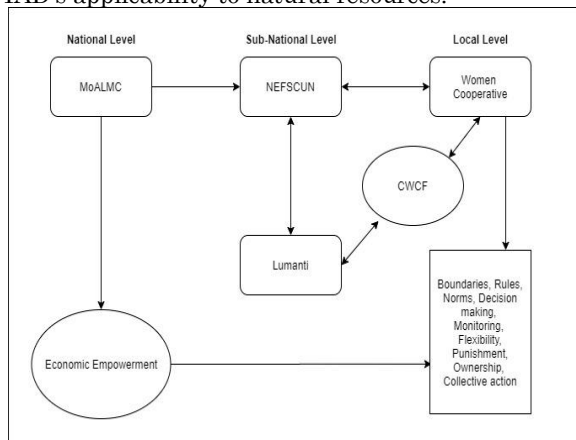 IAD's applicability to natural resources.
National Level
Sub-National Level
Local Level
MoALMC
NEFSCUN
Women
Cooperative
CWCF
Lumanti
Boundaries, Rules,
Norms, Decision
making,
Monitoring,
Flexibility,
Punishment,
Ownership,
Collective action
Economic Empowerment